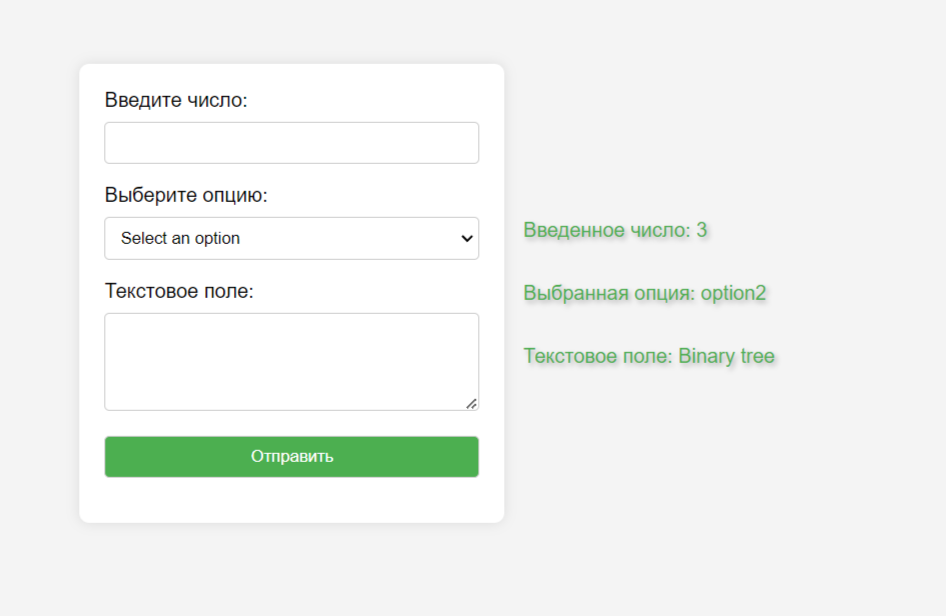 Введите число:
Выберите опцию:
Select an option
Текстовое поле:
Отправить
Введенное число: 3
Выбранная опция: option2
Текстовое поле: Binary tree